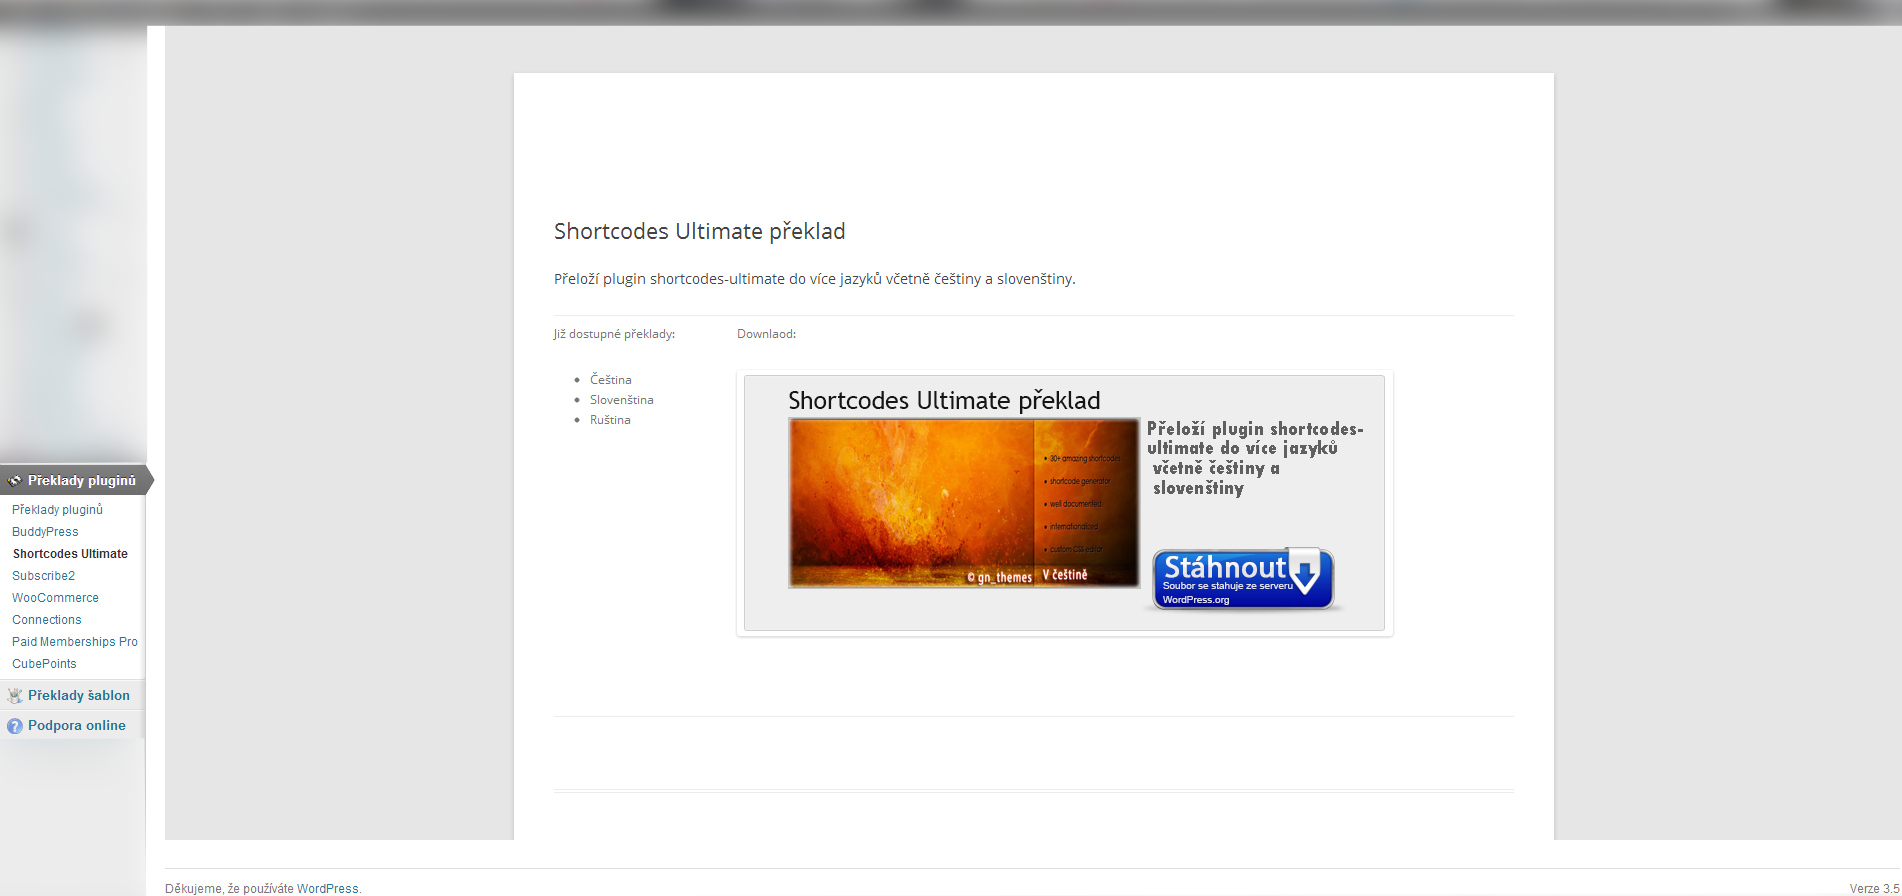 Překlady pluginů
Překlady pluginů
BuddyPress
Shortcodes Ultimate
Subscribe2
WooCommerce
Connections
Paid Memberships Pro
CubePoints
Překlady šablon
Podpora online
Shortcodes Ultimate překlad
Přeloží plugin shortcodes-ultimate do více jazyků včetně češtiny a slovenštiny.
Již dostupné překlady:
Čeština
Slovenština
Ruština
Downlaod:
Shortcodes Ultimate překlad
30+ amazing shortcodes
shortcode generator
well documented
internationalized
custom CSS editor
© gn_themes
V češtině
Přeloží plugin shortcodes-
ultimate do více jazyků
včetně češtiny a
slovenštiny
Stáhnout
Soubor se stahuje ze serveru
WordPress.org
Děkujeme, že používáte WordPress.
Verze 3.5